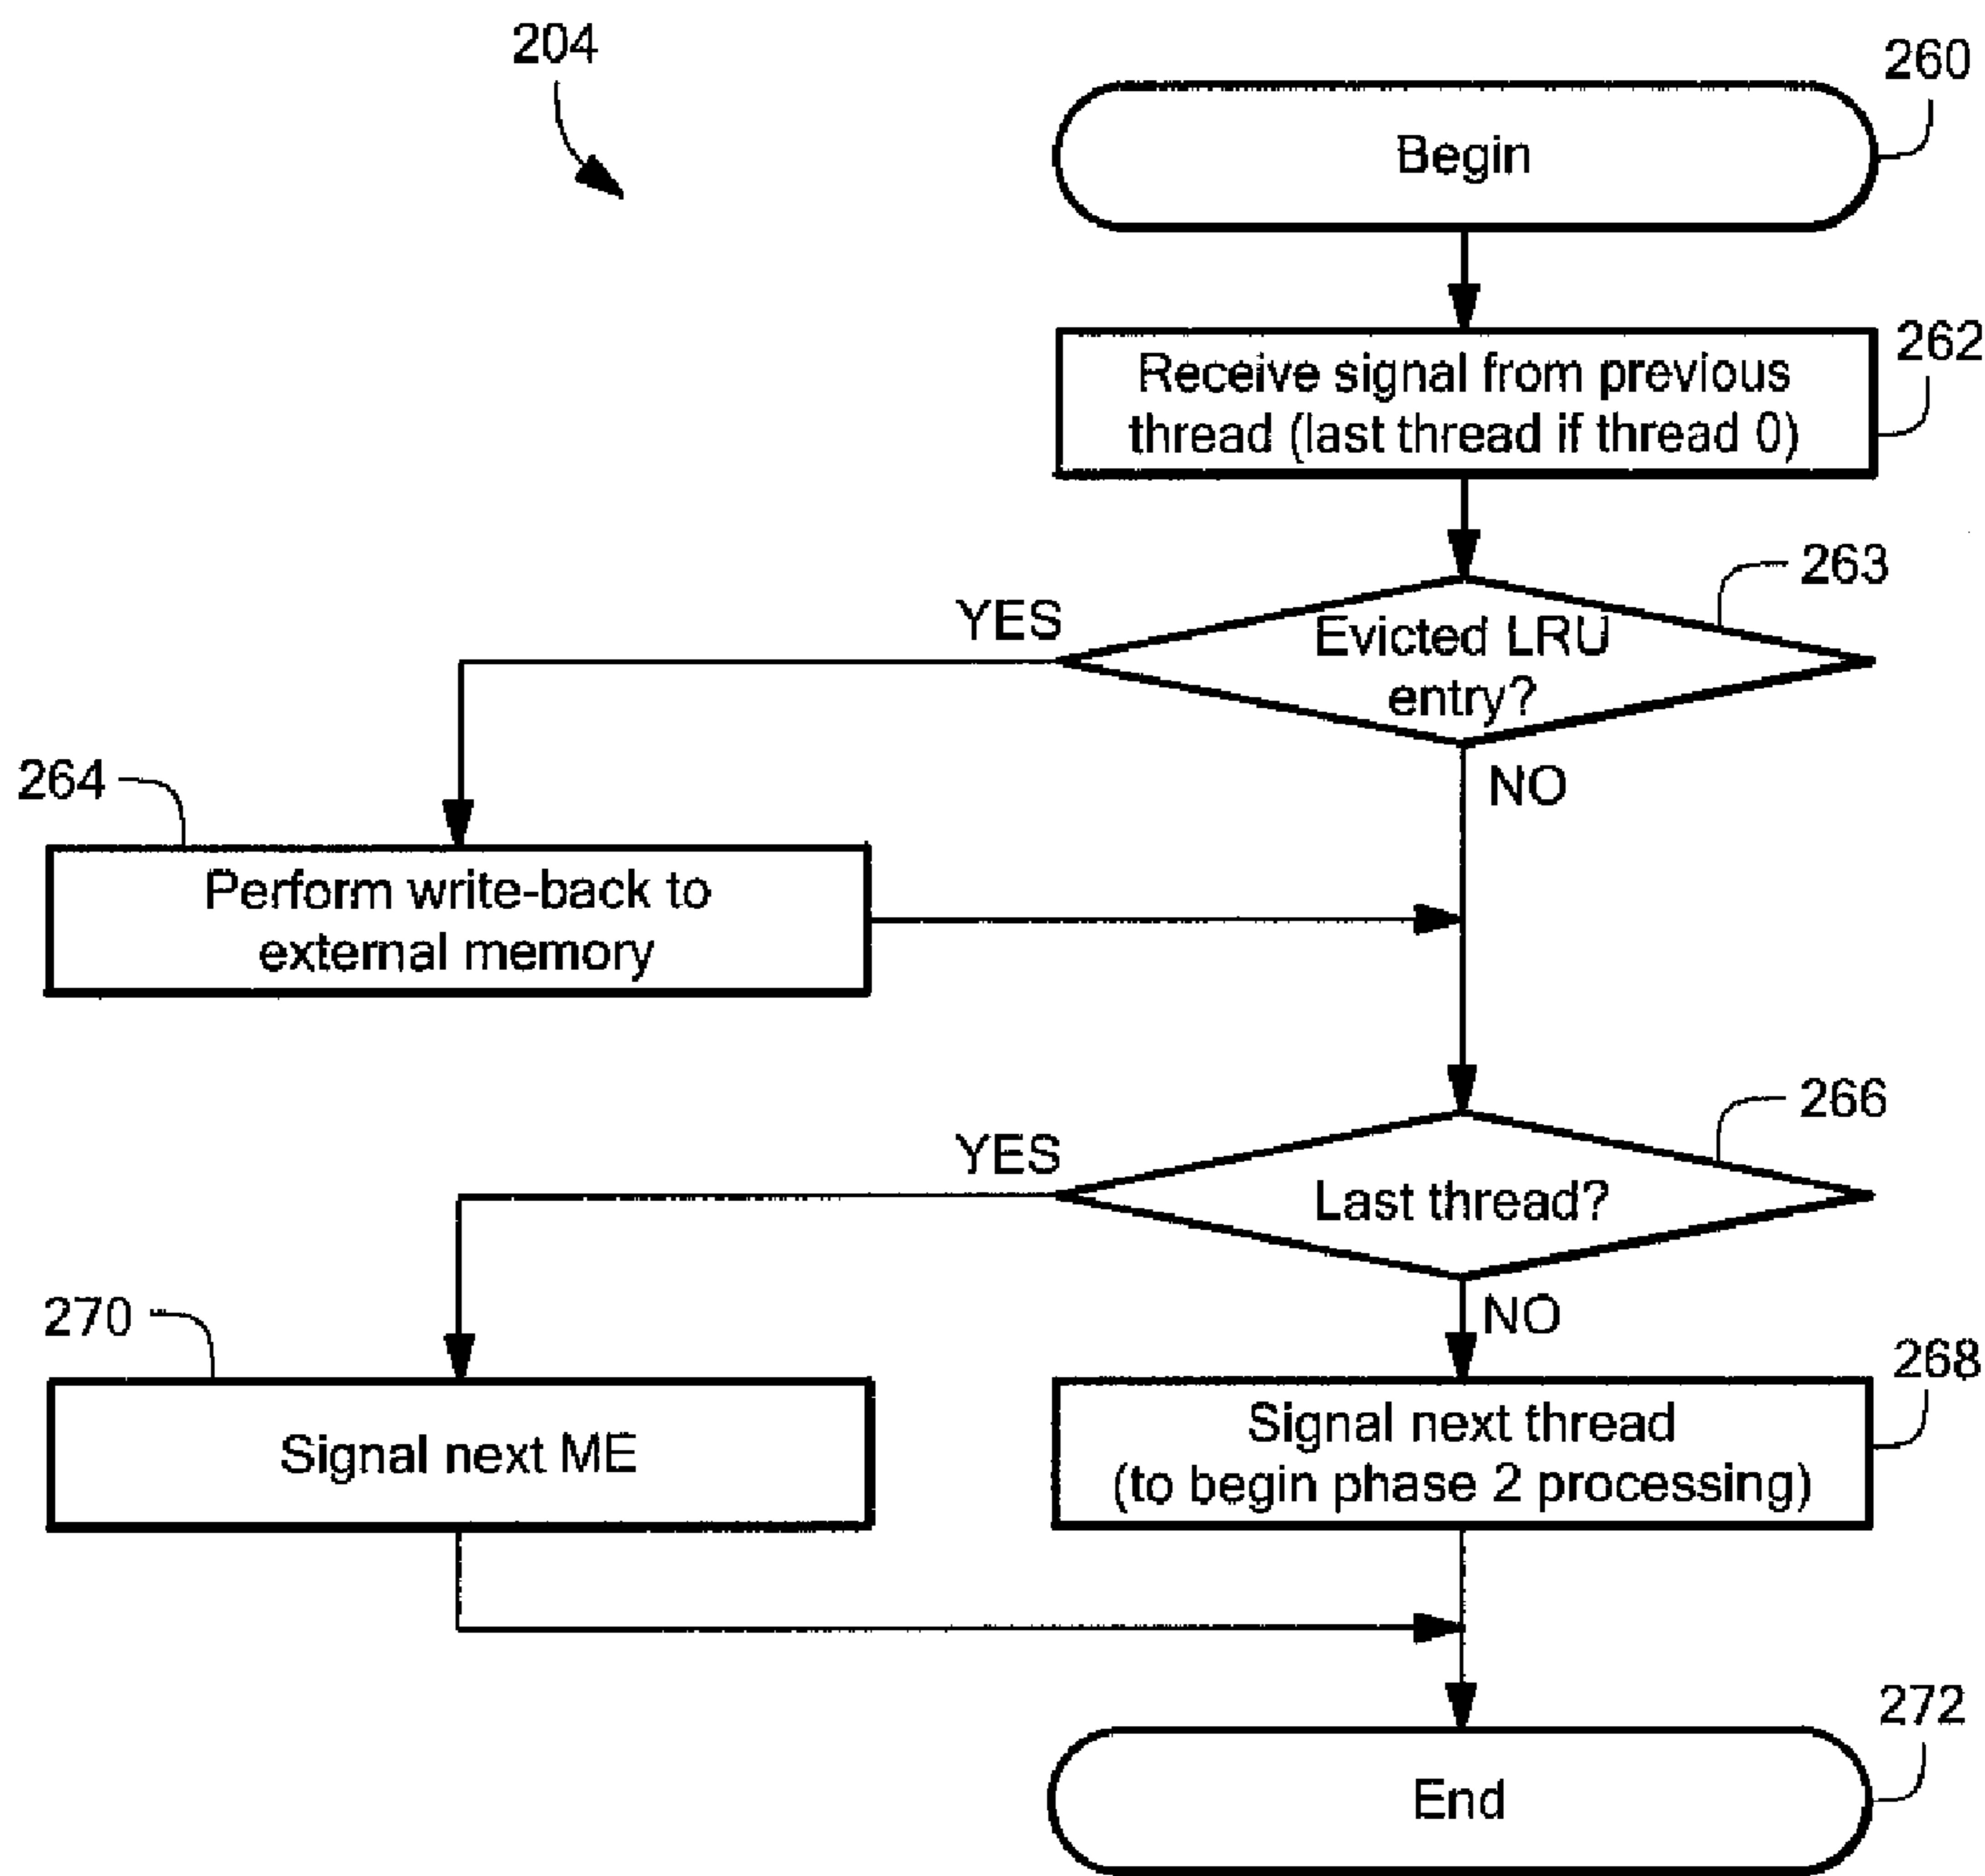 204
260
Begin
262
Receive signal from previous
thread (last thread if thread 0)
263
YES
Evicted LRU
entry?
NO
264
Perform write-back to
external memory
266
YES
Last thread?
NO
270
268
Signal next ME
Signal next thread
(to begin phase 2 processing)
272
End